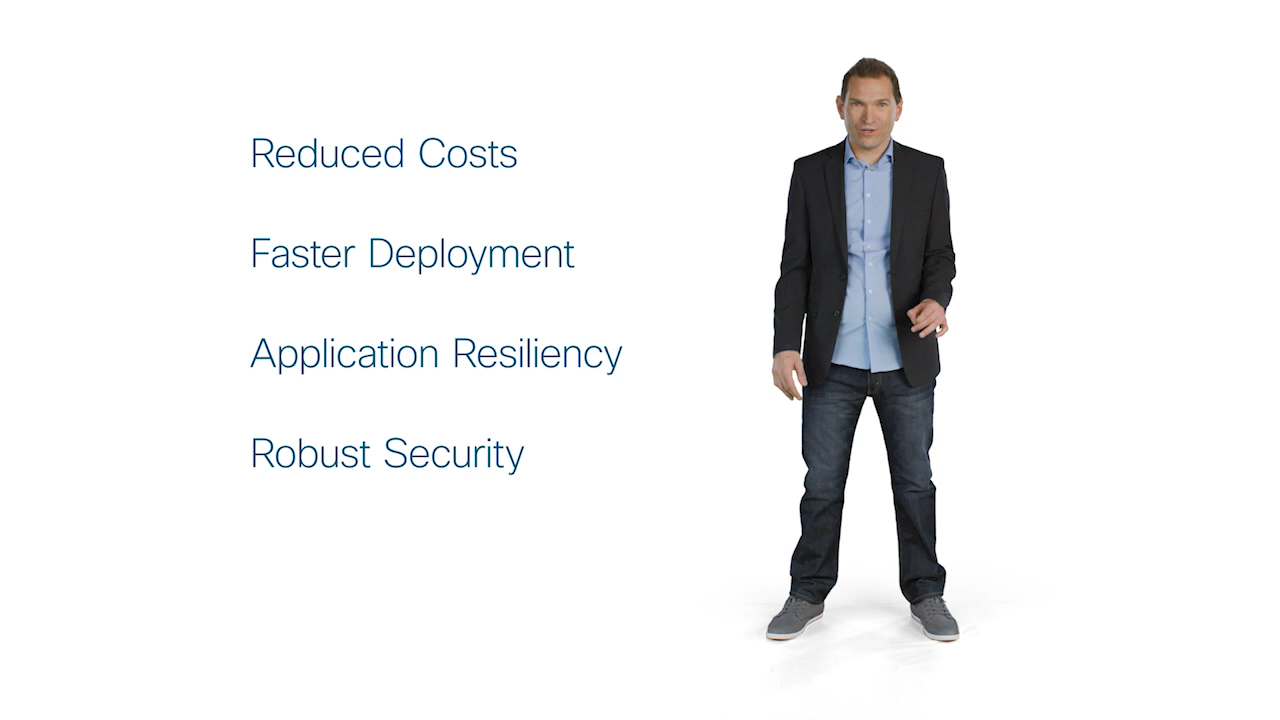 Reduced Costs
Faster Deployment
Application Resiliency
Robust Security